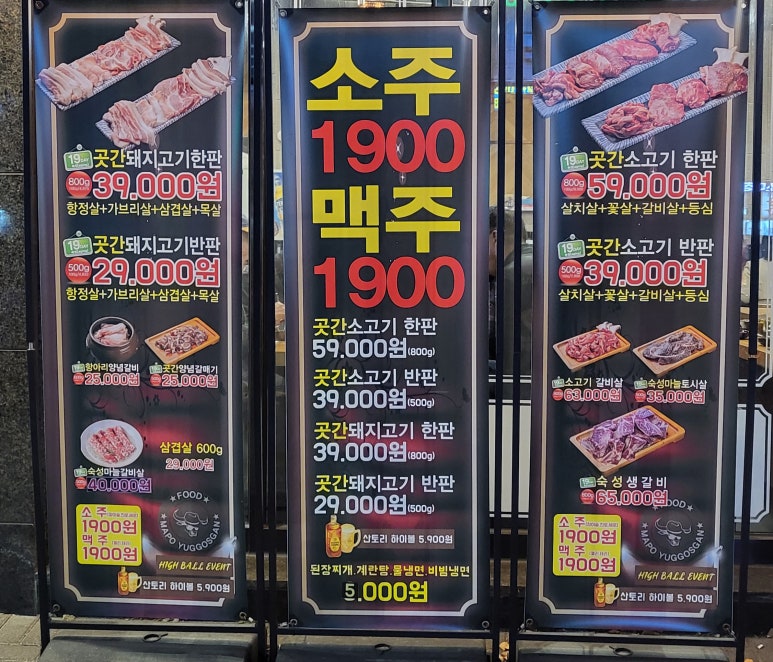 곳간돼지고기한판
800g
39.000원
항정살+가브리살+삼겹살+목살
곳간돼지고기반판
500g
29.000원
항정살+가브리살+삼겹살+목살
항아리양념갈비
25,000원
곳간양념갈매기
25,000원
숙성마늘갈비살
40,000원
삼겹살 600g
29,000원
소주
1900원
맥주
1900원
FOOD
MAPO YUGGOSGAN
HIGH BALL EVENT
산토리 하이볼 5.900원
소주
1900
맥주
1900
곳간소고기 한판
59.000원(800g)
곳간소고기 반판
39.000원(500g)
곳간돼지고기 한판
39.000원(800g)
곳간돼지고기 반판
29.000원(500g)
산토리 하이볼 5.900원
된장찌개.계란탕 물냉면 비빔냉면
5.000원
곳간소고기 한판
800g
59.000원
살치살+꽃살+갈비살+등심
곳간소고기 반판
500g
39.000원
살치살+꽃살+갈비살+등심
소고기 갈비살
63,000원
숙성마늘토시살
35,000원
숙성생갈비
65,000원
소주
1900원
맥주
1900원
FOOD
MAPO YUGGOSGAN
HIGH BALL EVENT
산토리 하이볼 5.900원